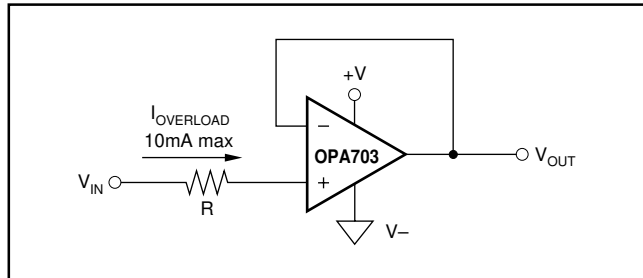 +V
I_OVERLOAD
10mA max
−
OPA703
V_OUT
V_IN
+
R
V–